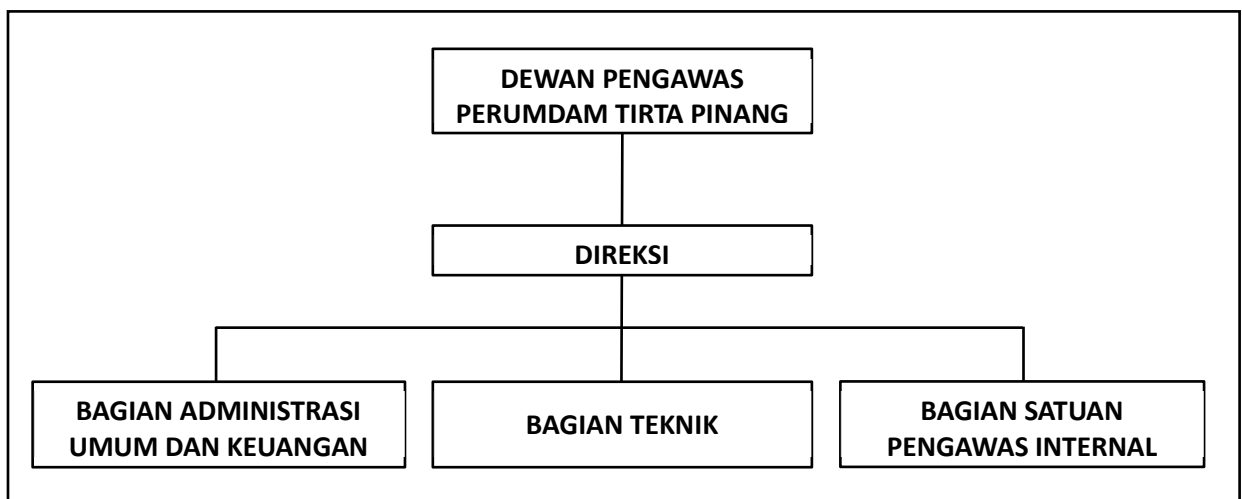 DEWAN PENGAWAS
PERUMDAM TIRTA PINANG
DIREKSI
BAGIAN ADMINISTRASI
UMUM DAN KEUANGAN
BAGIAN TEKNIK
BAGIAN SATUAN
PENGAWAS INTERNAL